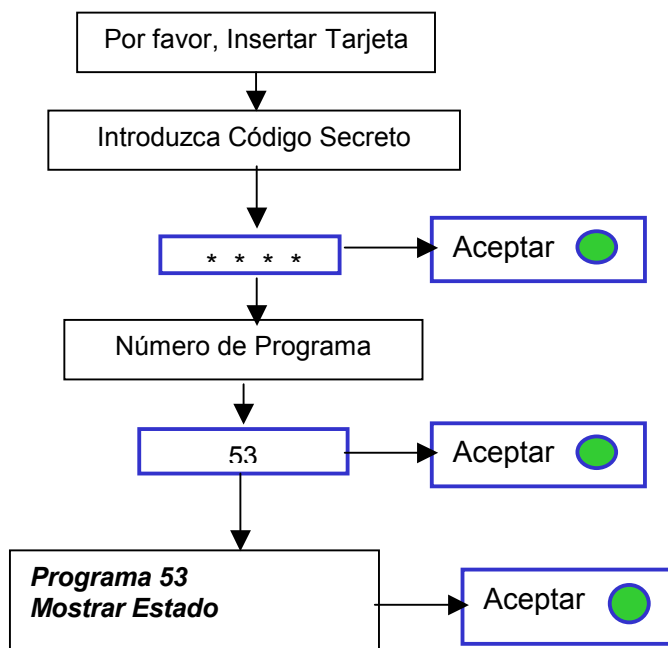 Por favor, Insertar Tarjeta
Introduzca Código Secreto
* * * *
Aceptar
Número de Programa
53
Aceptar
Programa 53
Mostrar Estado
Aceptar